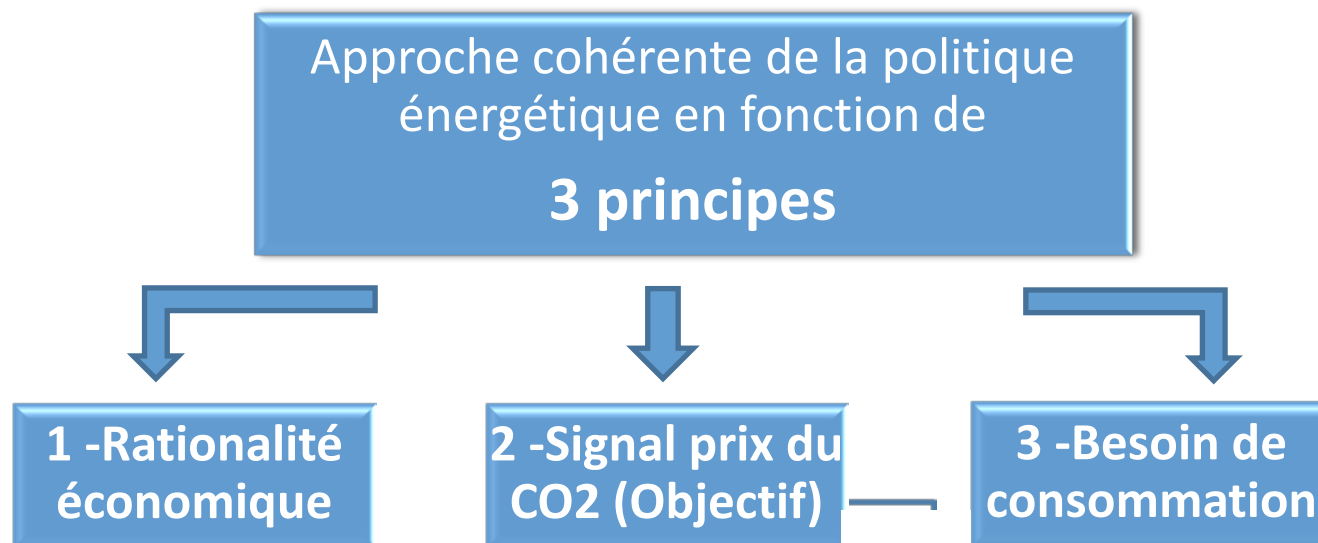 Approche cohérente de la politique
énergétique en fonction de
3 principes
1 -Rationalité
économique
2 -Signal prix du
CO2 (Objectif)
3 -Besoin de
consommation